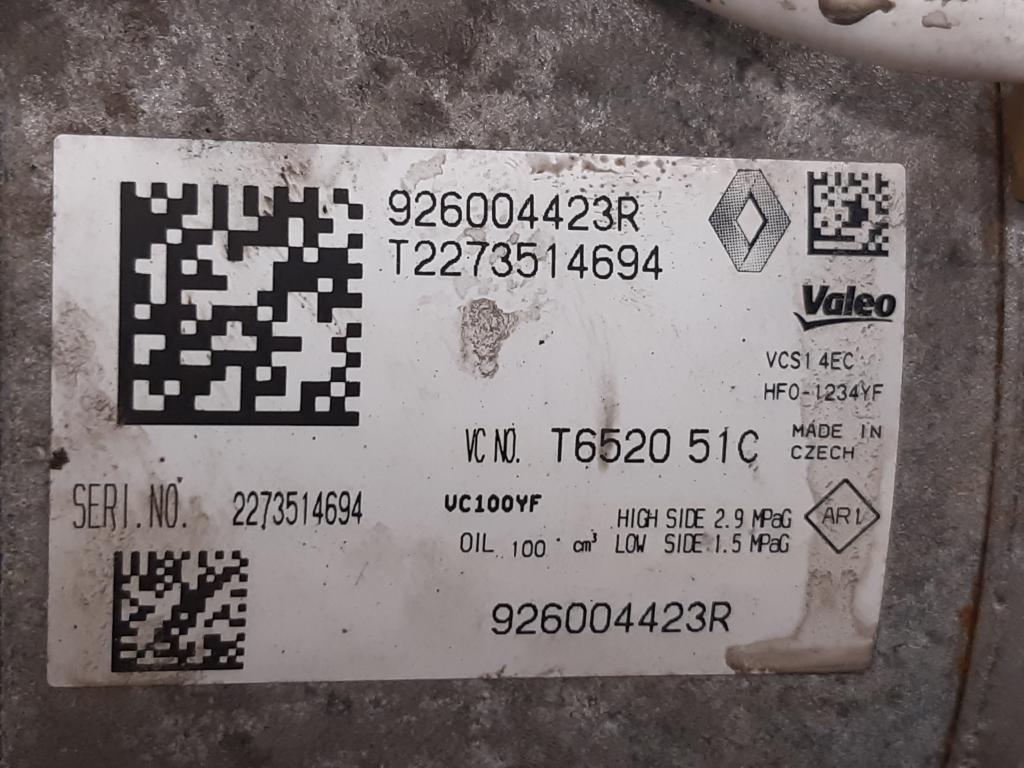 926004423R
T2273514694
Valeo
VCS14EC
HFO-1234YF
VC NO. T6520 51C
MADE IN
CZECH
SERI.NO. 2273514694
VC100YF
OIL 100 cm³
HIGH SIDE 2.9 MPaG
LOW SIDE 1.5 MPaG
AR1
926004423R